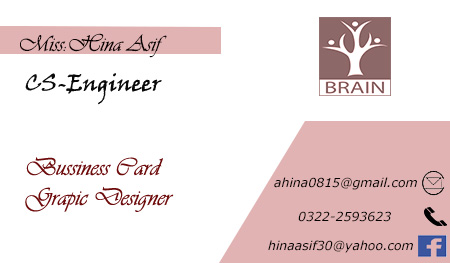 Miss:Hina Asif
CS-Engineer
BRAIN
Bussiness Card
Grapic Designer
ahina0815@gmail.com
0322-2593623
hinaasif30@yahoo.com
f